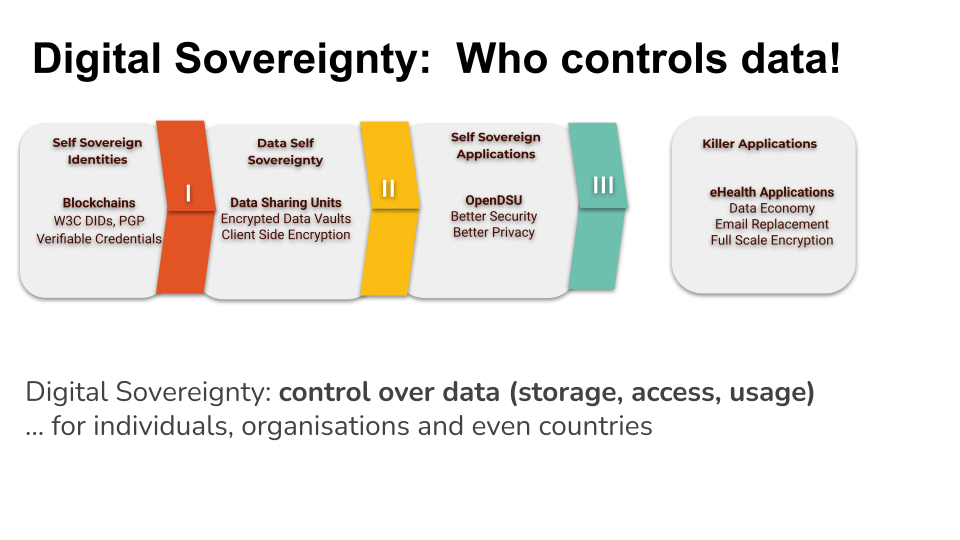 Digital Sovereignty:  Who controls data!
Self Sovereign
Identities
Blockchains
W3C DIDs, PGP
Verifiable Credentials
I
Data Self
Sovereignty
Data Sharing Units
Encrypted Data Vaults
Client Side Encryption
II
Self Sovereign
Applications
OpenDSU
Better Security
Better Privacy
III
Killer Applications
eHealth Applications
Data Economy
Email Replacement
Full Scale Encryption
Digital Sovereignty: control over data (storage, access, usage)
... for individuals, organisations and even countries